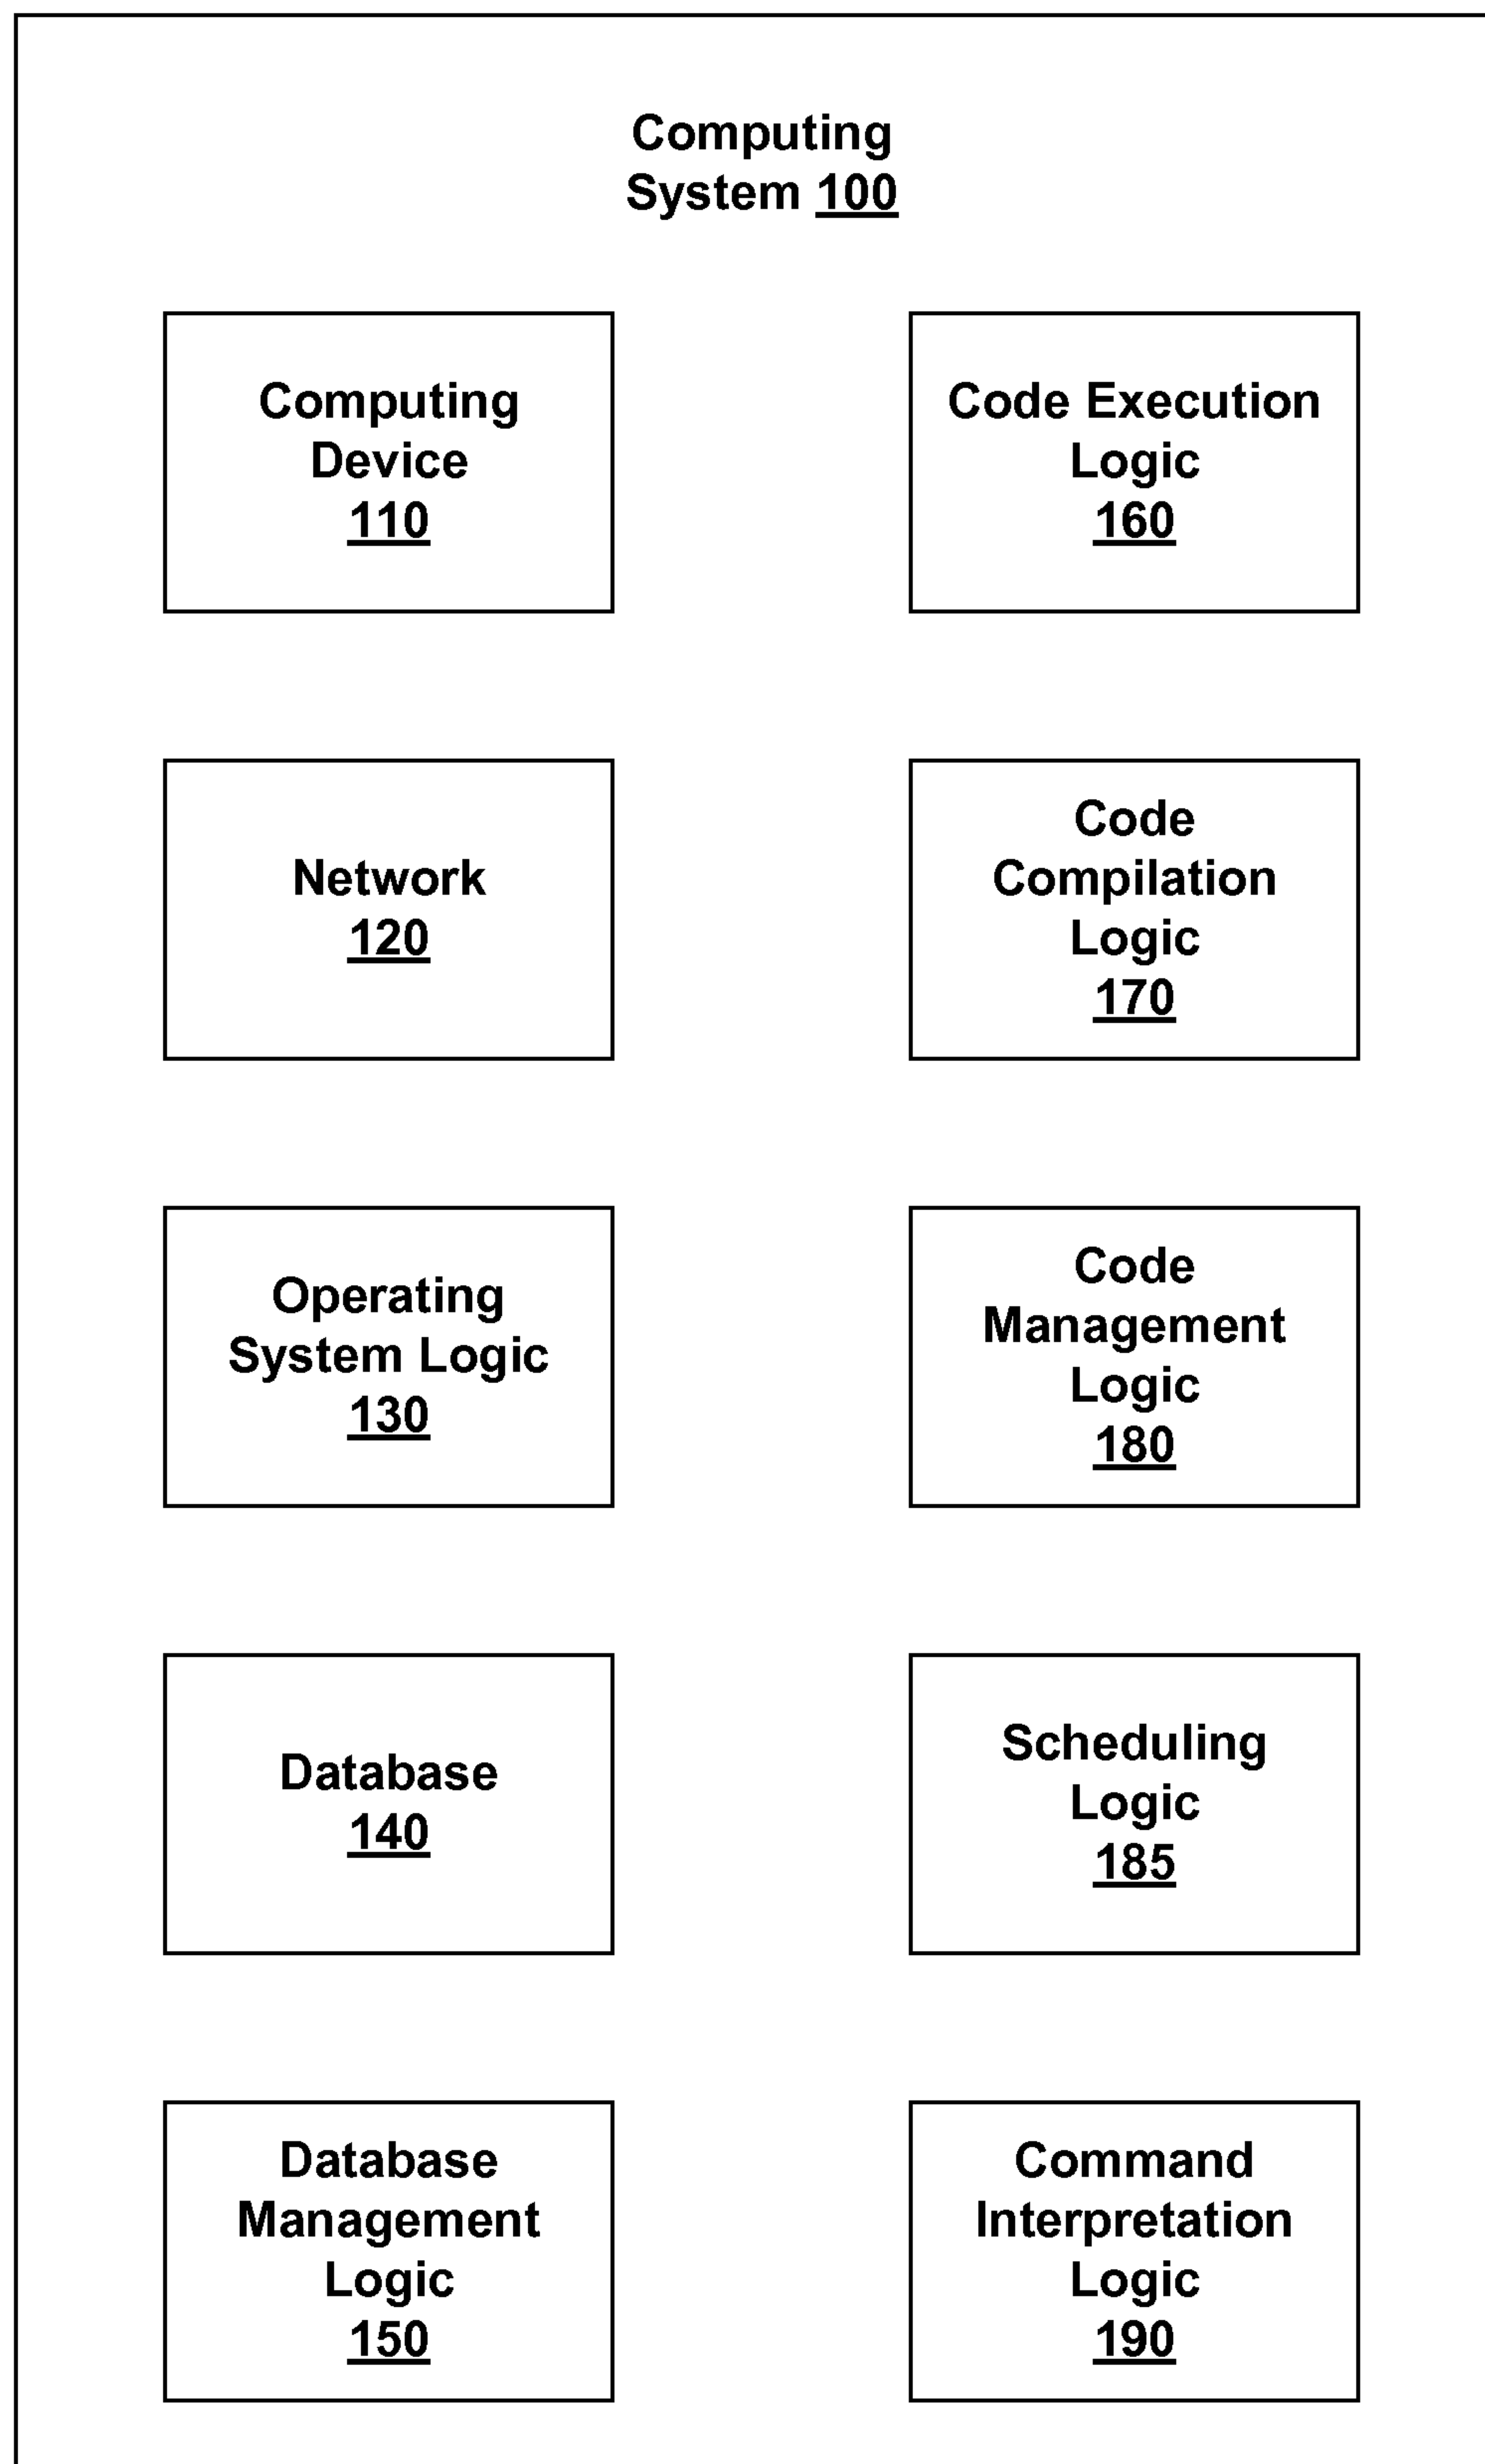 Computing
System 100
Computing
Device
110
Code Execution
Logic
160
Network
120
Code
Compilation
Logic
170
Operating
System Logic
130
Code
Management
Logic
180
Database
140
Scheduling
Logic
185
Database
Management
Logic
150
Command
Interpretation
Logic
190